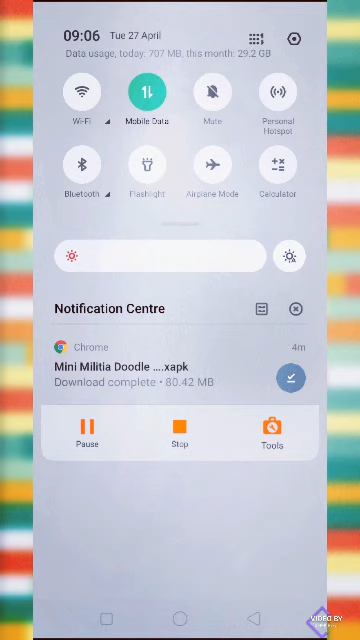 09:06 Tue 27 April
Data usage, today: 707 MB, this month: 29.2 GB
Wi-Fi
Mobile Data
Mute
Personal
Hotspot
Bluetooth
Flashlight
Airplane Mode
Calculator
Notification Centre
Chrome 4m
Mini Militia Doodle ....xapk
Download complete • 80.42 MB
Pause
Stop
Tools
VIDEO BY